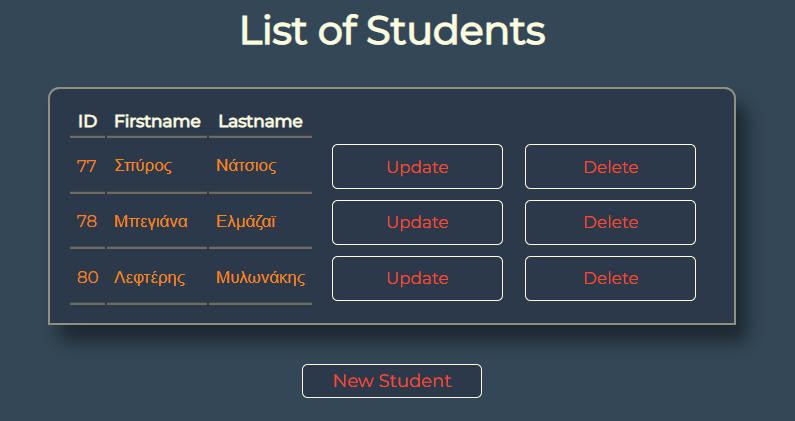 List of Students
ID Firstname Lastname
77 Σπύρος Νάτσιος Update Delete
78 Μπεγιάνα Ελμάζαϊ Update Delete
80 Λεφτέρης Μυλωνάκης Update Delete
New Student